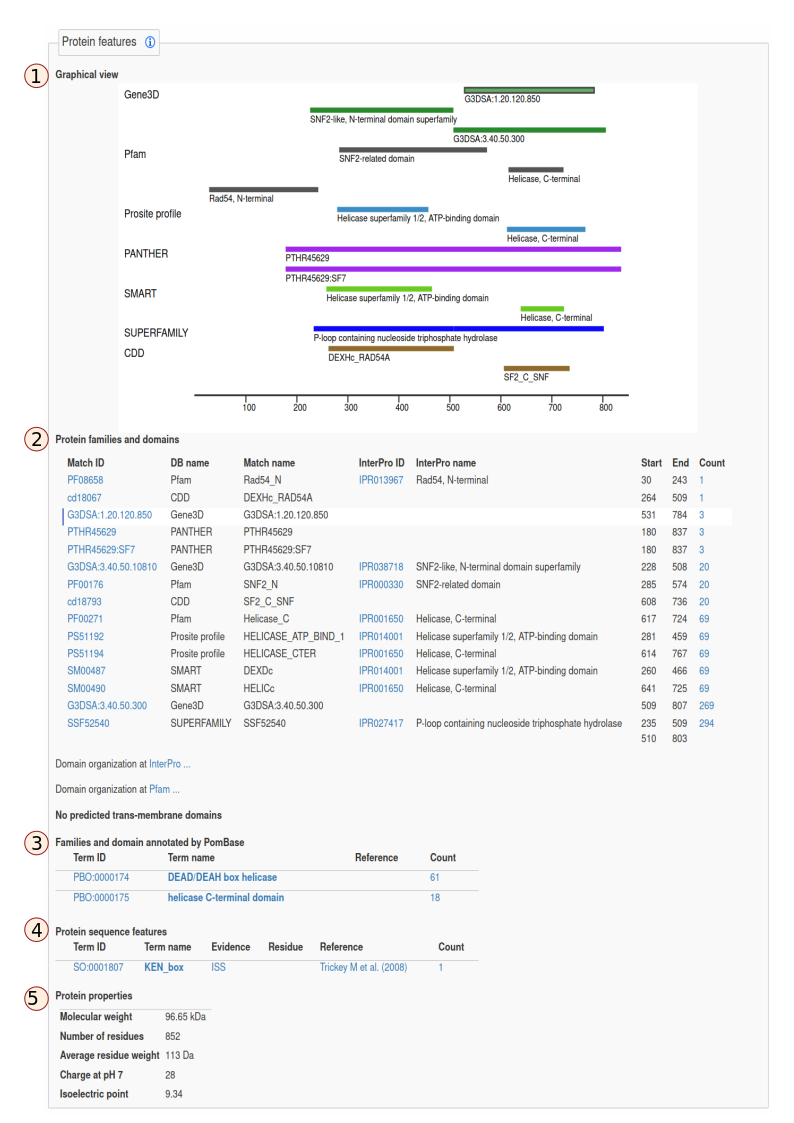 Protein features
1 Graphical view
Gene3D
G3DSA:1.20.120.850
SNF2-like, N-terminal domain superfamily
G3DSA:3.40.50.300
Pfam
SNF2-related domain
Helicase, C-terminal
Rad54, N-terminal
Prosite profile
Helicase superfamily 1/2, ATP-binding domain
Helicase, C-terminal
PANTHER
PTHR45629
PTHR45629:SF7
SMART
Helicase superfamily 1/2, ATP-binding domain
Helicase, C-terminal
SUPERFAMILY
P-loop containing nucleoside triphosphate hydrolase
CDD
DEXHc_RAD54A
SF2_C_SNF
100 200 300 400 500 600 700 800
2 Protein families and domains
Match ID DB name Match name InterPro ID InterPro name Start End Count
PF08658 Pfam Rad54_N IPR013967 Rad54, N-terminal 30 243 1
cd18067 CDD DEXHc_RAD54A 264 509 1
G3DSA:1.20.120.850 Gene3D G3DSA:1.20.120.850 531 784 3
PTHR45629 PANTHER PTHR45629 180 837 3
PTHR45629:SF7 PANTHER PTHR45629:SF7 180 837 3
G3DSA:3.40.50.10810 Gene3D G3DSA:3.40.50.10810 IPR038718 SNF2-like, N-terminal domain superfamily 228 508 20
PF00176 Pfam SNF2_N IPR000330 SNF2-related domain 285 574 20
cd18793 CDD SF2_C_SNF 608 736 20
PF00271 Pfam Helicase_C IPR001650 Helicase, C-terminal 617 724 69
PS51192 Prosite profile HELICASE_ATP_BIND_1 IPR014001 Helicase superfamily 1/2, ATP-binding domain 281 459 69
PS51194 Prosite profile HELICASE_CTER IPR001650 Helicase, C-terminal 614 767 69
SM00487 SMART DEXDc IPR014001 Helicase superfamily 1/2, ATP-binding domain 260 466 69
SM00490 SMART HELICc IPR001650 Helicase, C-terminal 641 725 69
G3DSA:3.40.50.300 Gene3D G3DSA:3.40.50.300 509 807 269
SSF52540 SUPERFAMILY SSF52540 IPR027417 P-loop containing nucleoside triphosphate hydrolase 235 509 294
510 803
Domain organization at InterPro ...
Domain organization at Pfam ...
No predicted trans-membrane domains
3 Families and domain annotated by PomBase
Term ID Term name Reference Count
PBO:0000174 DEAD/DEAH box helicase 61
PBO:0000175 helicase C-terminal domain 18
4 Protein sequence features
Term ID Term name Evidence Residue Reference Count
SO:0001807 KEN_box ISS Trickey M et al. (2008) 1
5 Protein properties
Molecular weight 96.65 kDa
Number of residues 852
Average residue weight 113 Da
Charge at pH 7 28
Isoelectric point 9.34